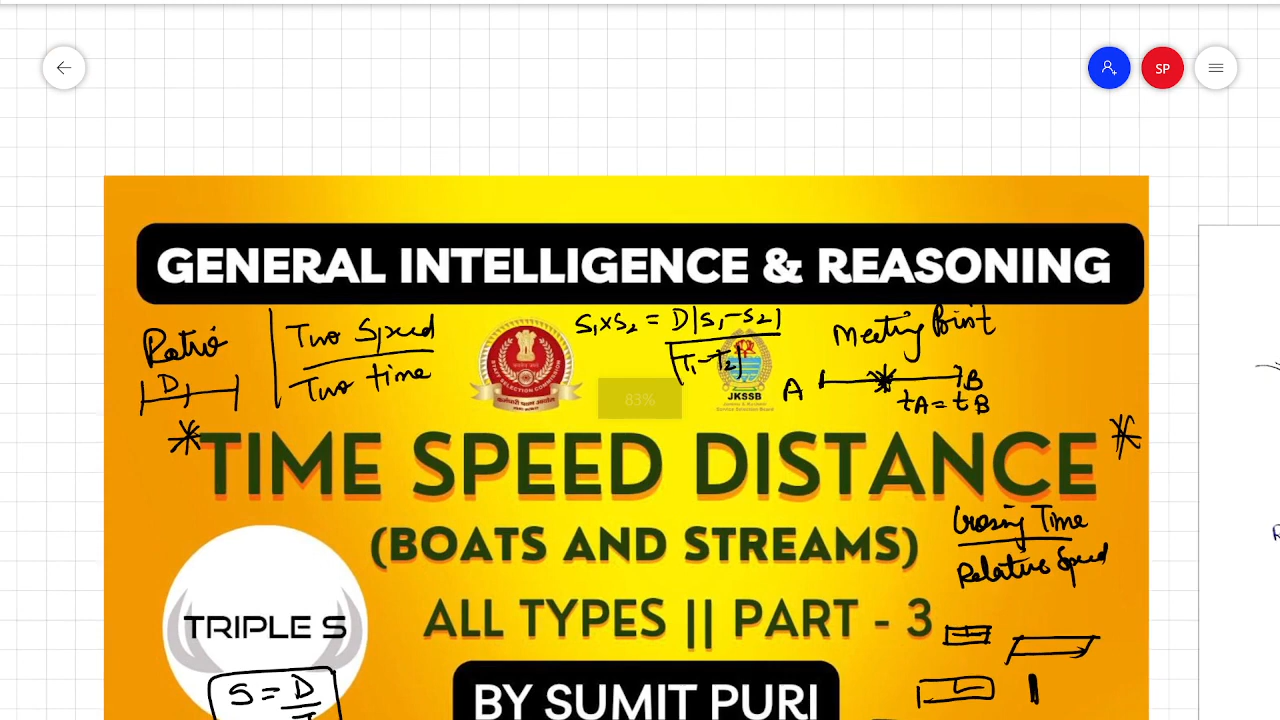 SP
GENERAL INTELLIGENCE & REASONING
Ratio
D
Two Speed
Two time
S₁×S₂ = D|S₁-S₂|
|T₁-T₂|
Meeting Point
A
B
tA = tB
JKSSB
83%
TIME SPEED DISTANCE
(BOATS AND STREAMS)
Crossing Time
Relative Speed
ALL TYPES || PART - 3
TRIPLE S
S = D
BY SUMIT PURI